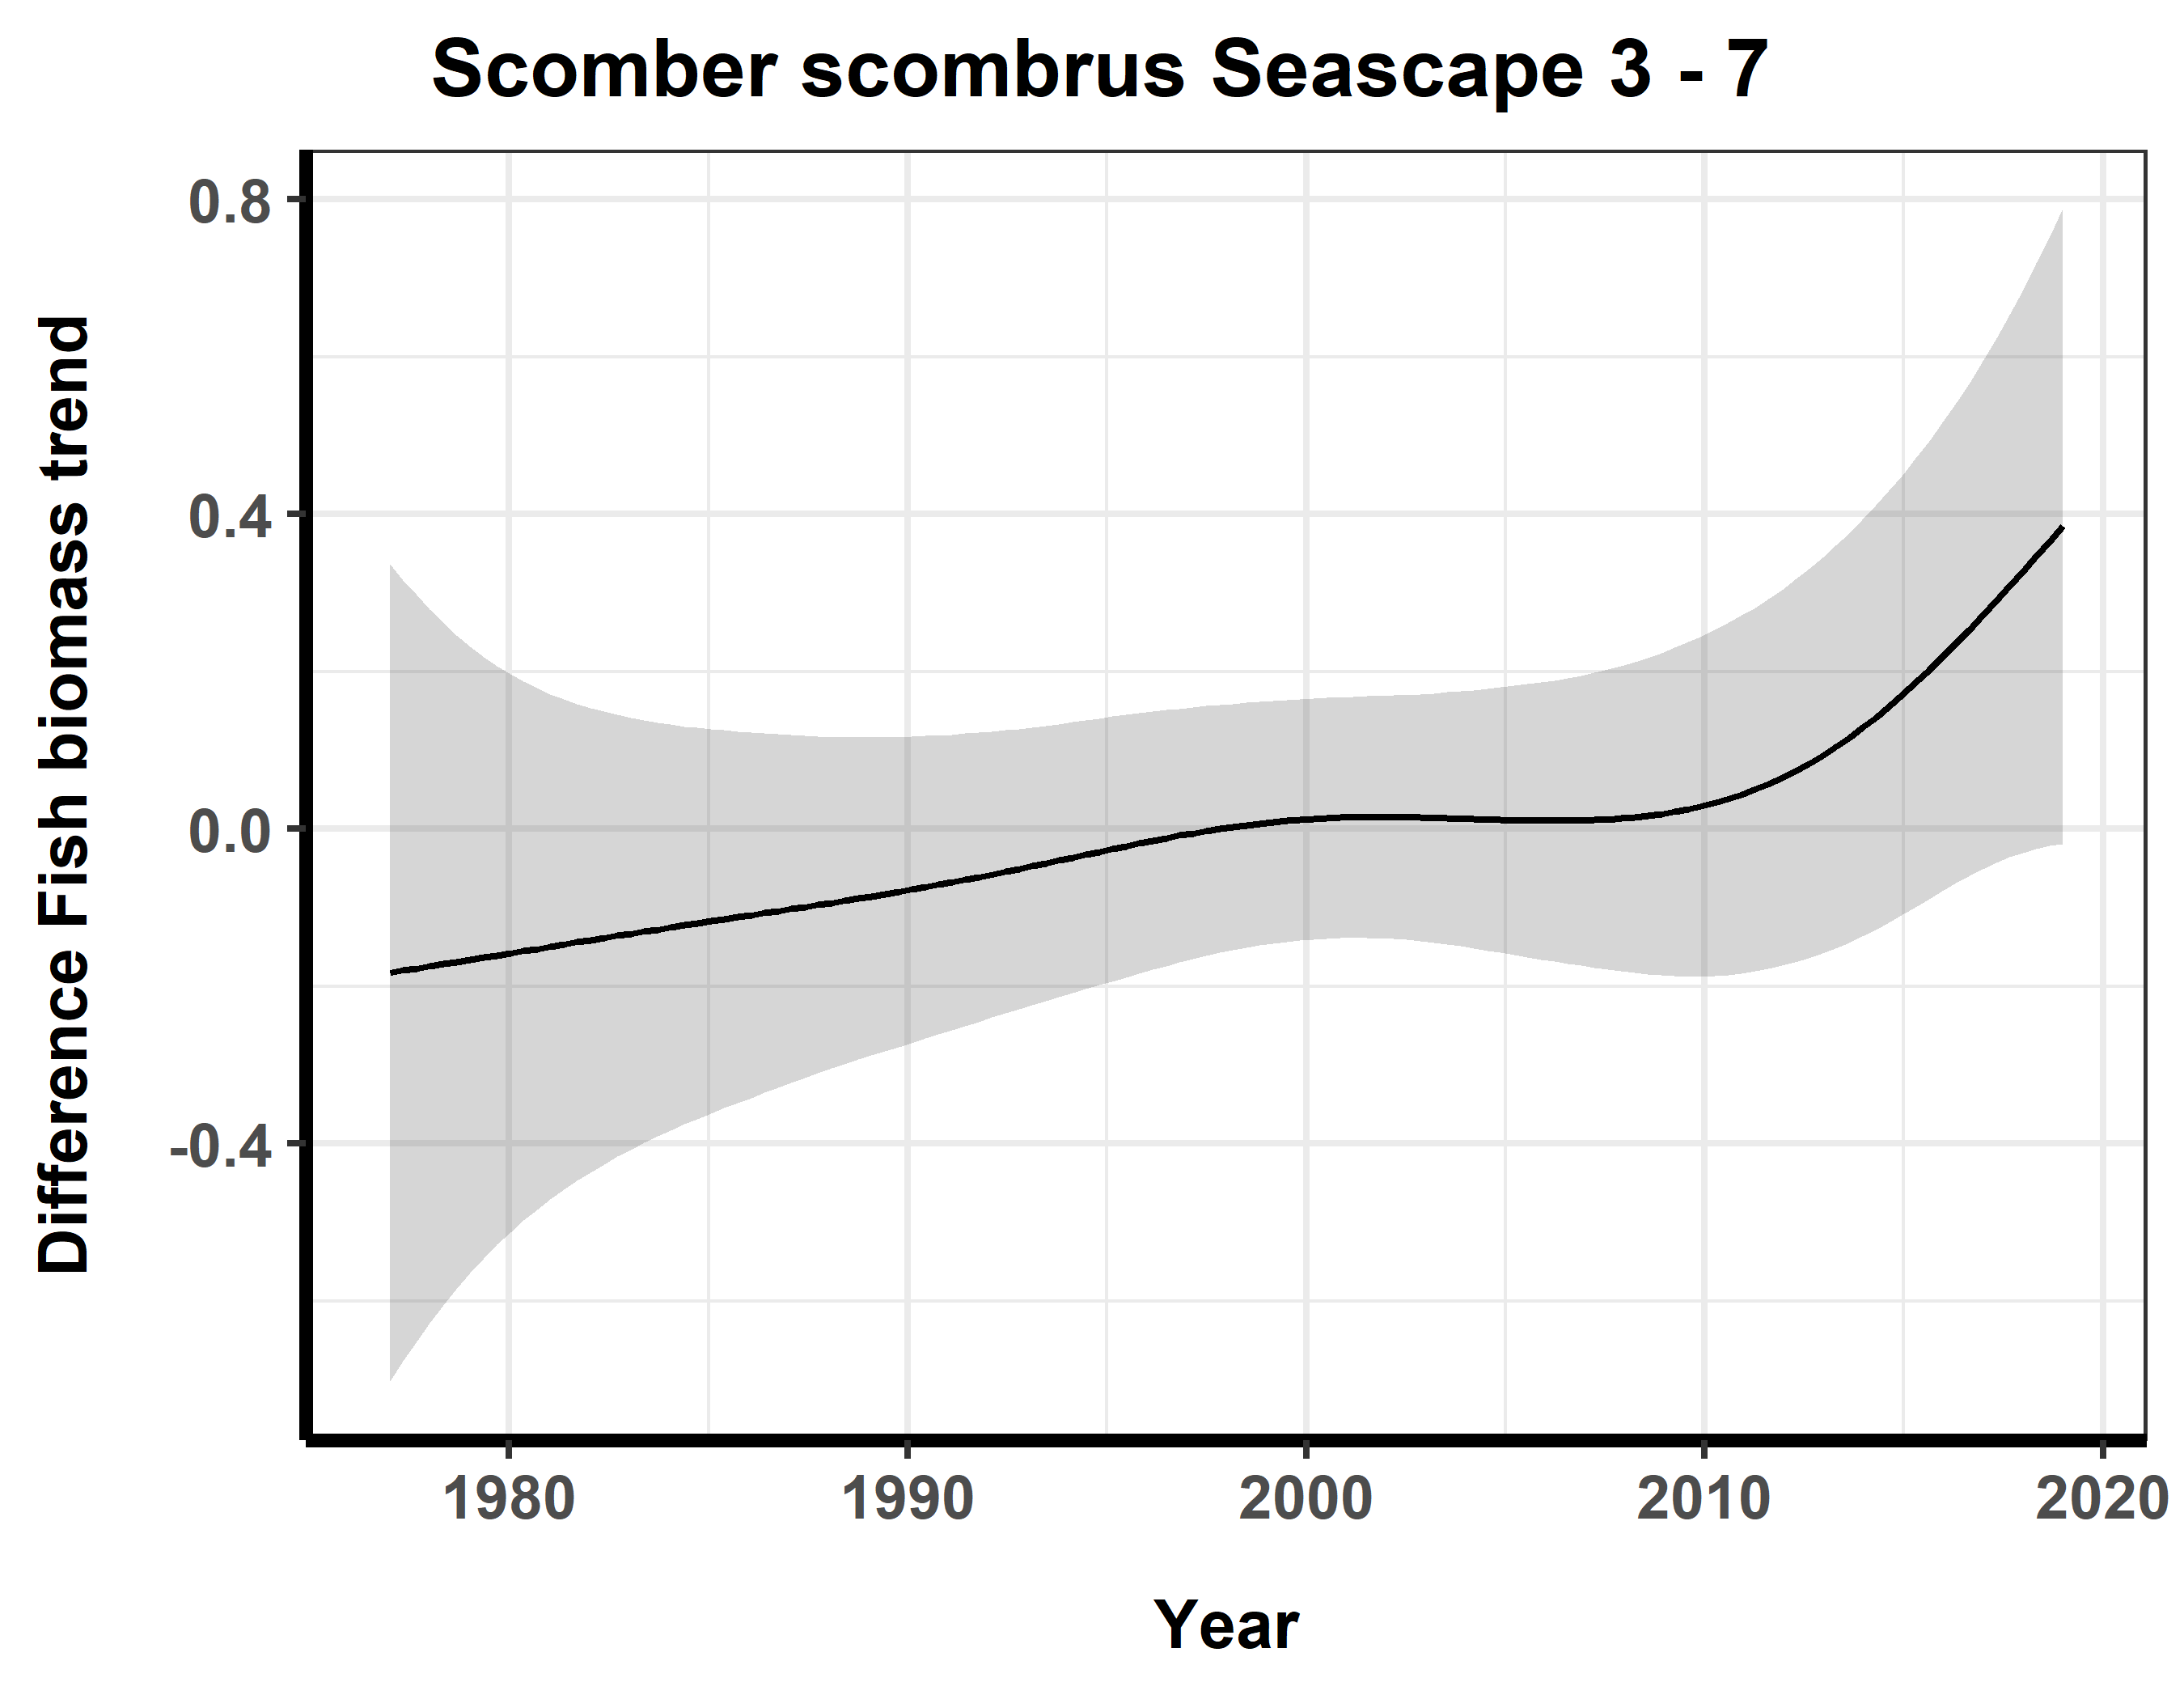 Scomber scombrus Seascape 3 - 7
Difference Fish biomass trend
0.8
0.4
0.0
-0.4
1980 1990 2000 2010 2020
Year